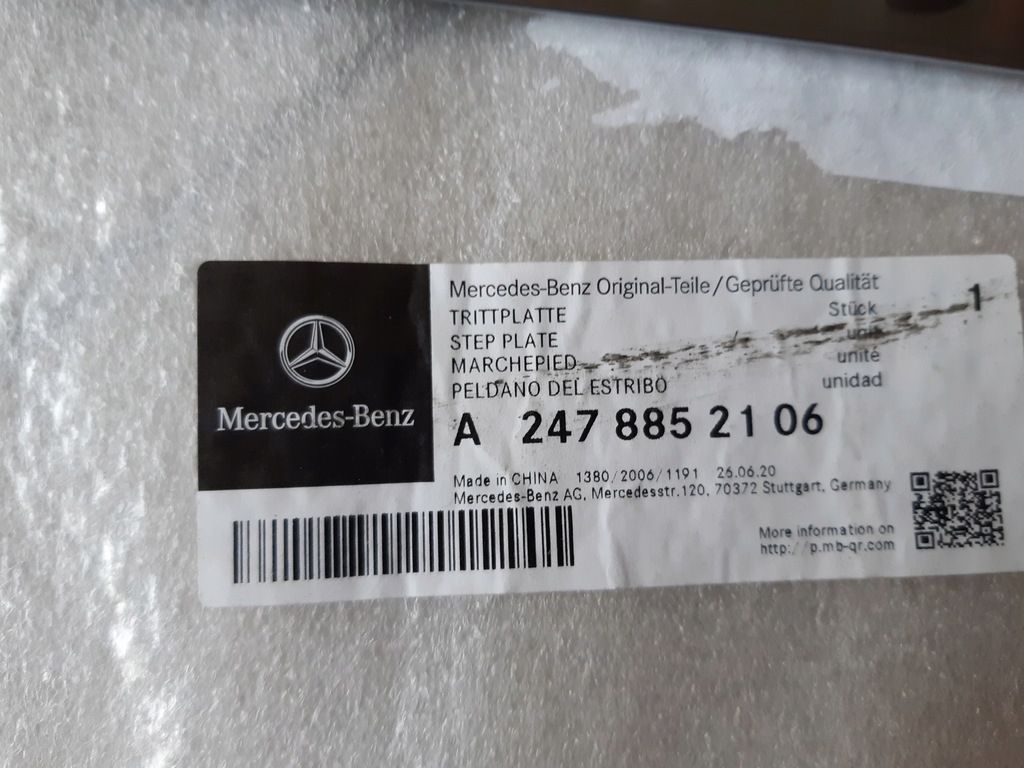 Mercedes-Benz
Mercedes-Benz Original-Teile/Geprüfte Qualität
TRITTPLATTE Stück 1
STEP PLATE unit
MARCHEPIED unité
PELDANO DEL ESTRIBO unidad
A 247 885 21 06
Made in CHINA 1380/2006/1191 26.06.20
Mercedes-Benz AG, Mercedesstr.120, 70372 Stuttgart, Germany
More information on
http://p.mb-qr.com